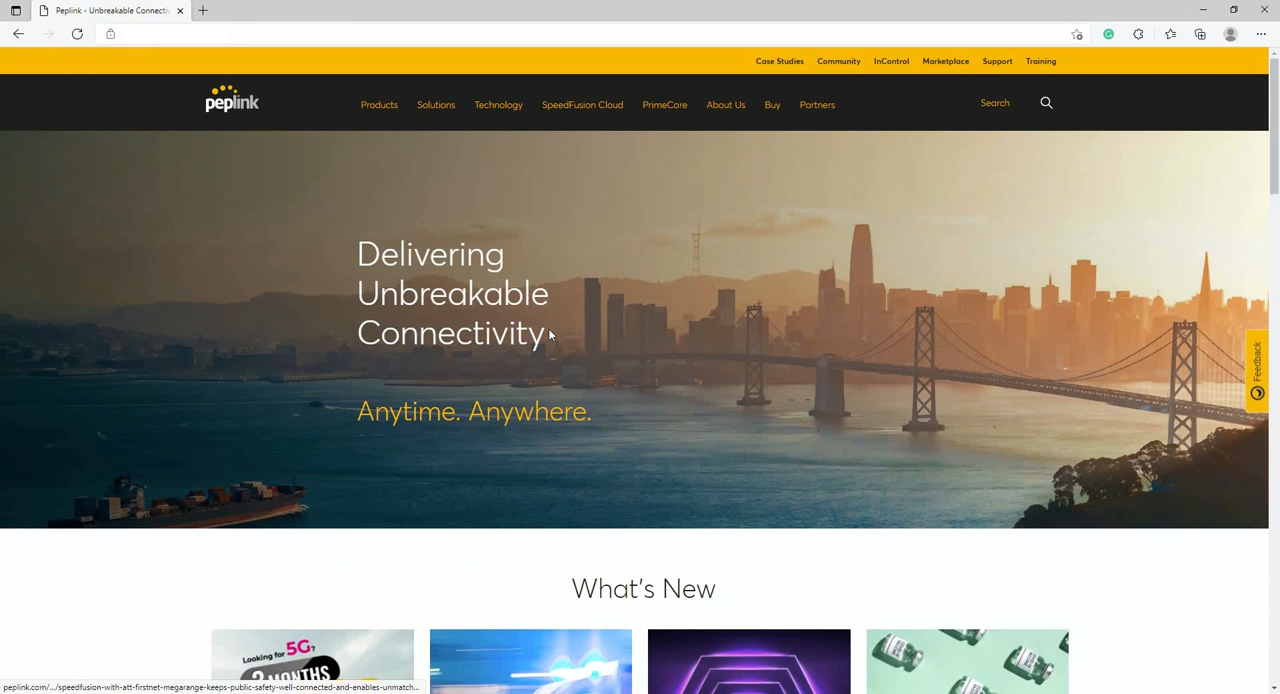 Peplink - Unbreakable Connecti
Case Studies Community InControl Marketplace Support Training
peplink
Products Solutions Technology SpeedFusion Cloud PrimeCare About Us Buy Partners
Search
Delivering
Unbreakable
Connectivity
Anytime. Anywhere.
Feedback
What's New
Looking for 5G?
2 MONTHS
peplink.com/.../speedfusion-with-att-firstnet-megarange-keeps-public-safety-well-connected-and-enables-unmatch...